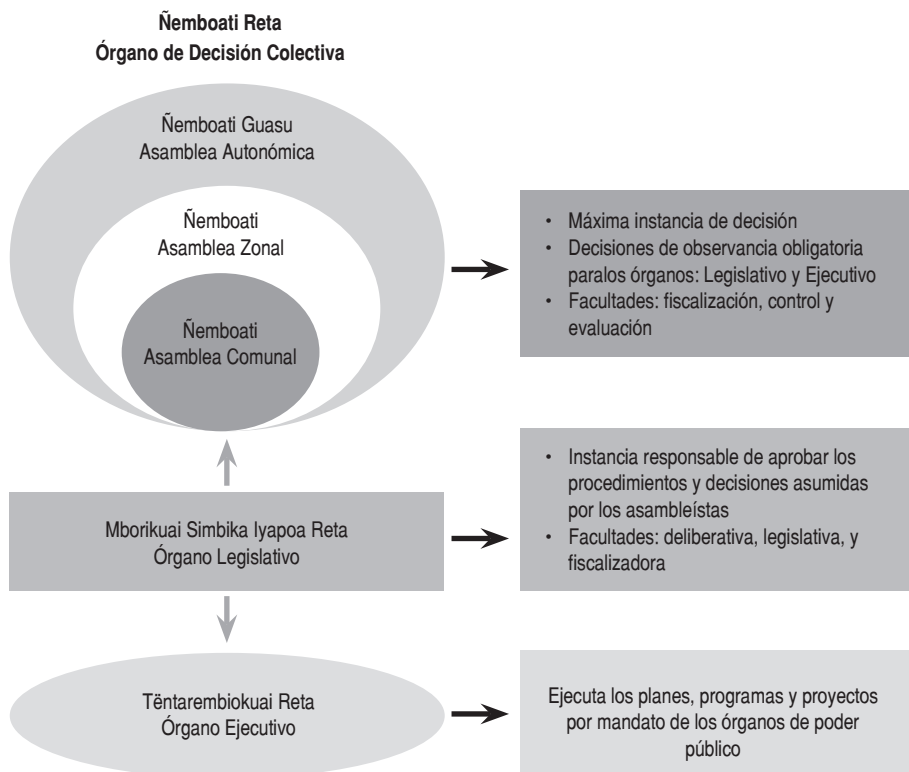 Ñemboati Reta
Órgano de Decisión Colectiva
Ñemboati Guasu
Asamblea Autonómica
Ñemboati
Asamblea Zonal
Ñemboati
Asamblea Comunal
• Máxima instancia de decisión
• Decisiones de observancia obligatoria
paralos órganos: Legislativo y Ejecutivo
• Facultades: fiscalización, control y
evaluación
Mborikuai Simbika Iyapoa Reta
Órgano Legislativo
• Instancia responsable de aprobar los
procedimientos y decisiones asumidas
por los asambleístas
• Facultades: deliberativa, legislativa, y
fiscalizadora
Tëntarembiokuai Reta
Órgano Ejecutivo
Ejecuta los planes, programas y proyectos
por mandato de los órganos de poder
público